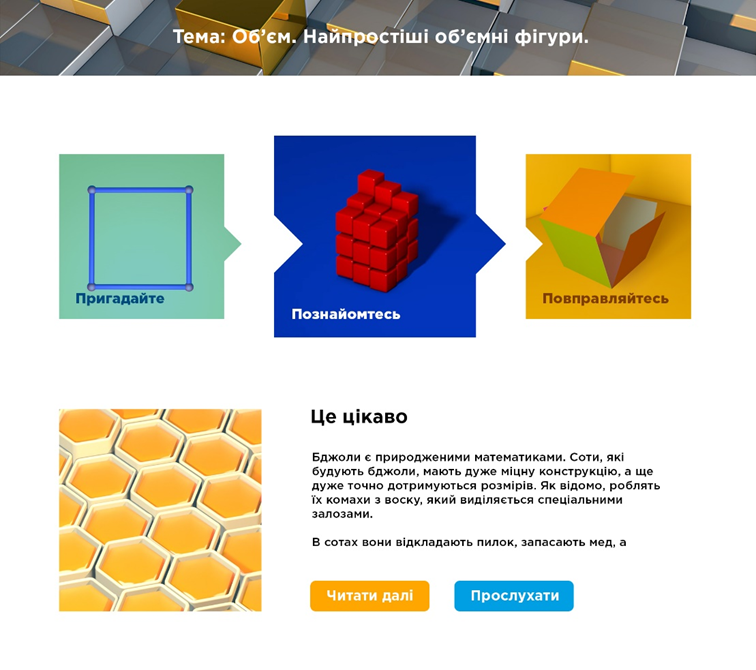 Тема: Об’єм. Найпростіші об’ємні фігури.
Пригадайте
Познайомтесь
Повправляйтесь
Це цікаво
Бджоли є природженими математиками. Соти, які
будують бджоли, мають дуже міцну конструкцію, а ще
дуже точно дотримуються розмірів. Як відомо, роблять
їх комахи з воску, який виділяється спеціальними
залозами.
В сотах вони відкладають пилок, запасають мед, а
Читати далі
Прослухати